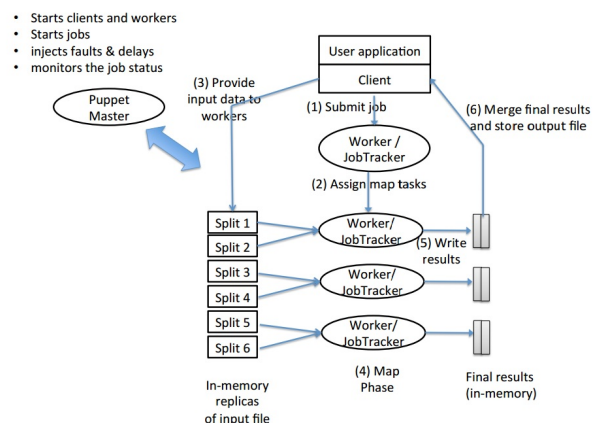 • Starts clients and workers
• Starts jobs
• injects faults & delays
• monitors the job status
Puppet
Master
User application
Client
(3) Provide
input data to
workers
(1) Submit job
(6) Merge final results
and store output file
Worker /
JobTracker
(2) Assign map tasks
Split 1
Split 2
Split 3
Split 4
Split 5
Split 6
Worker/
JobTracker
(5) Write
results
Worker/
JobTracker
Worker/
JobTracker
(4) Map
Phase
In-memory
replicas
of input file
Final results
(in-memory)